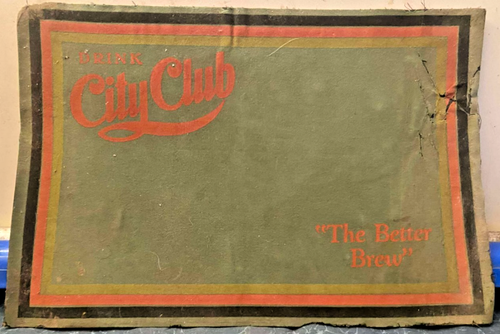 DRINK
City Club
"The Better
Brew"